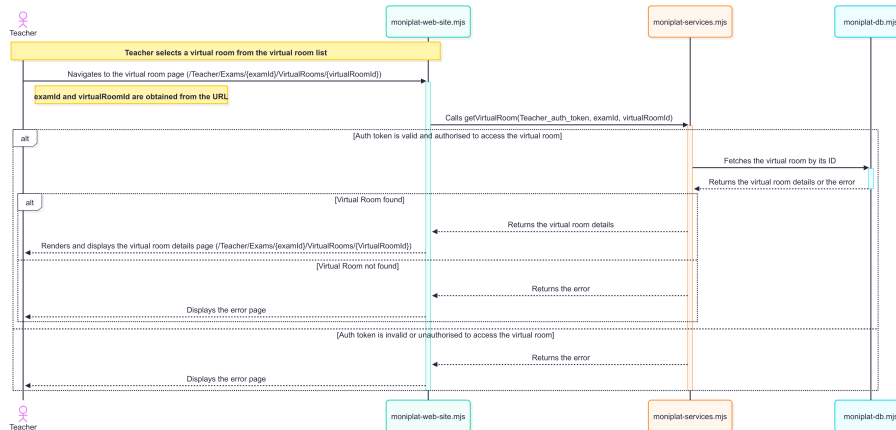 Teacher
moniplat-web-site.mjs
moniplat-services.mjs
moniplat-db.mjs
Teacher selects a virtual room from the virtual room list
Navigates to the virtual room page (/Teacher/Exams/{examId}/VirtualRooms/{virtualRoomId})
examId and virtualRoomId are obtained from the URL
Calls getVirtualRoom(Teacher_auth_token, examId, virtualRoomId)
alt
[Auth token is valid and authorised to access the virtual room]
Fetches the virtual room by its ID
Returns the virtual room details or the error
alt
[Virtual Room found]
Returns the virtual room details
Renders and displays the virtual room details page (/Teacher/Exams/{examId}/VirtualRooms/{VirtualRoomId})
[Virtual Room not found]
Returns the error
Displays the error page
[Auth token is invalid or unauthorised to access the virtual room]
Returns the error
Displays the error page
Teacher
moniplat-web-site.mjs
moniplat-services.mjs
moniplat-db.mjs